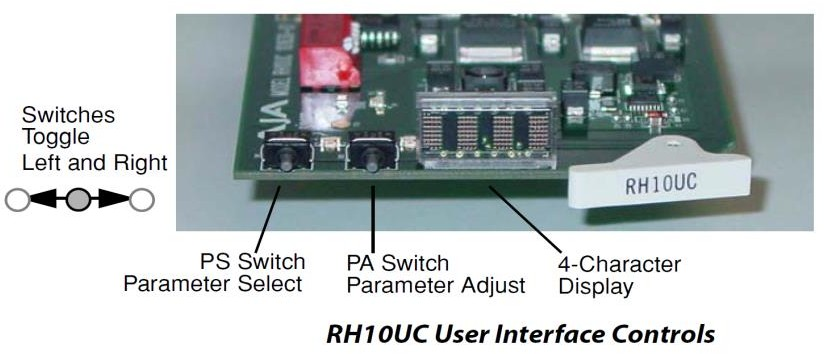 Switches
Toggle
Left and Right
RH10UC
PS Switch
Parameter Select
PA Switch
Parameter Adjust
4-Character
Display
RH10UC User Interface Controls